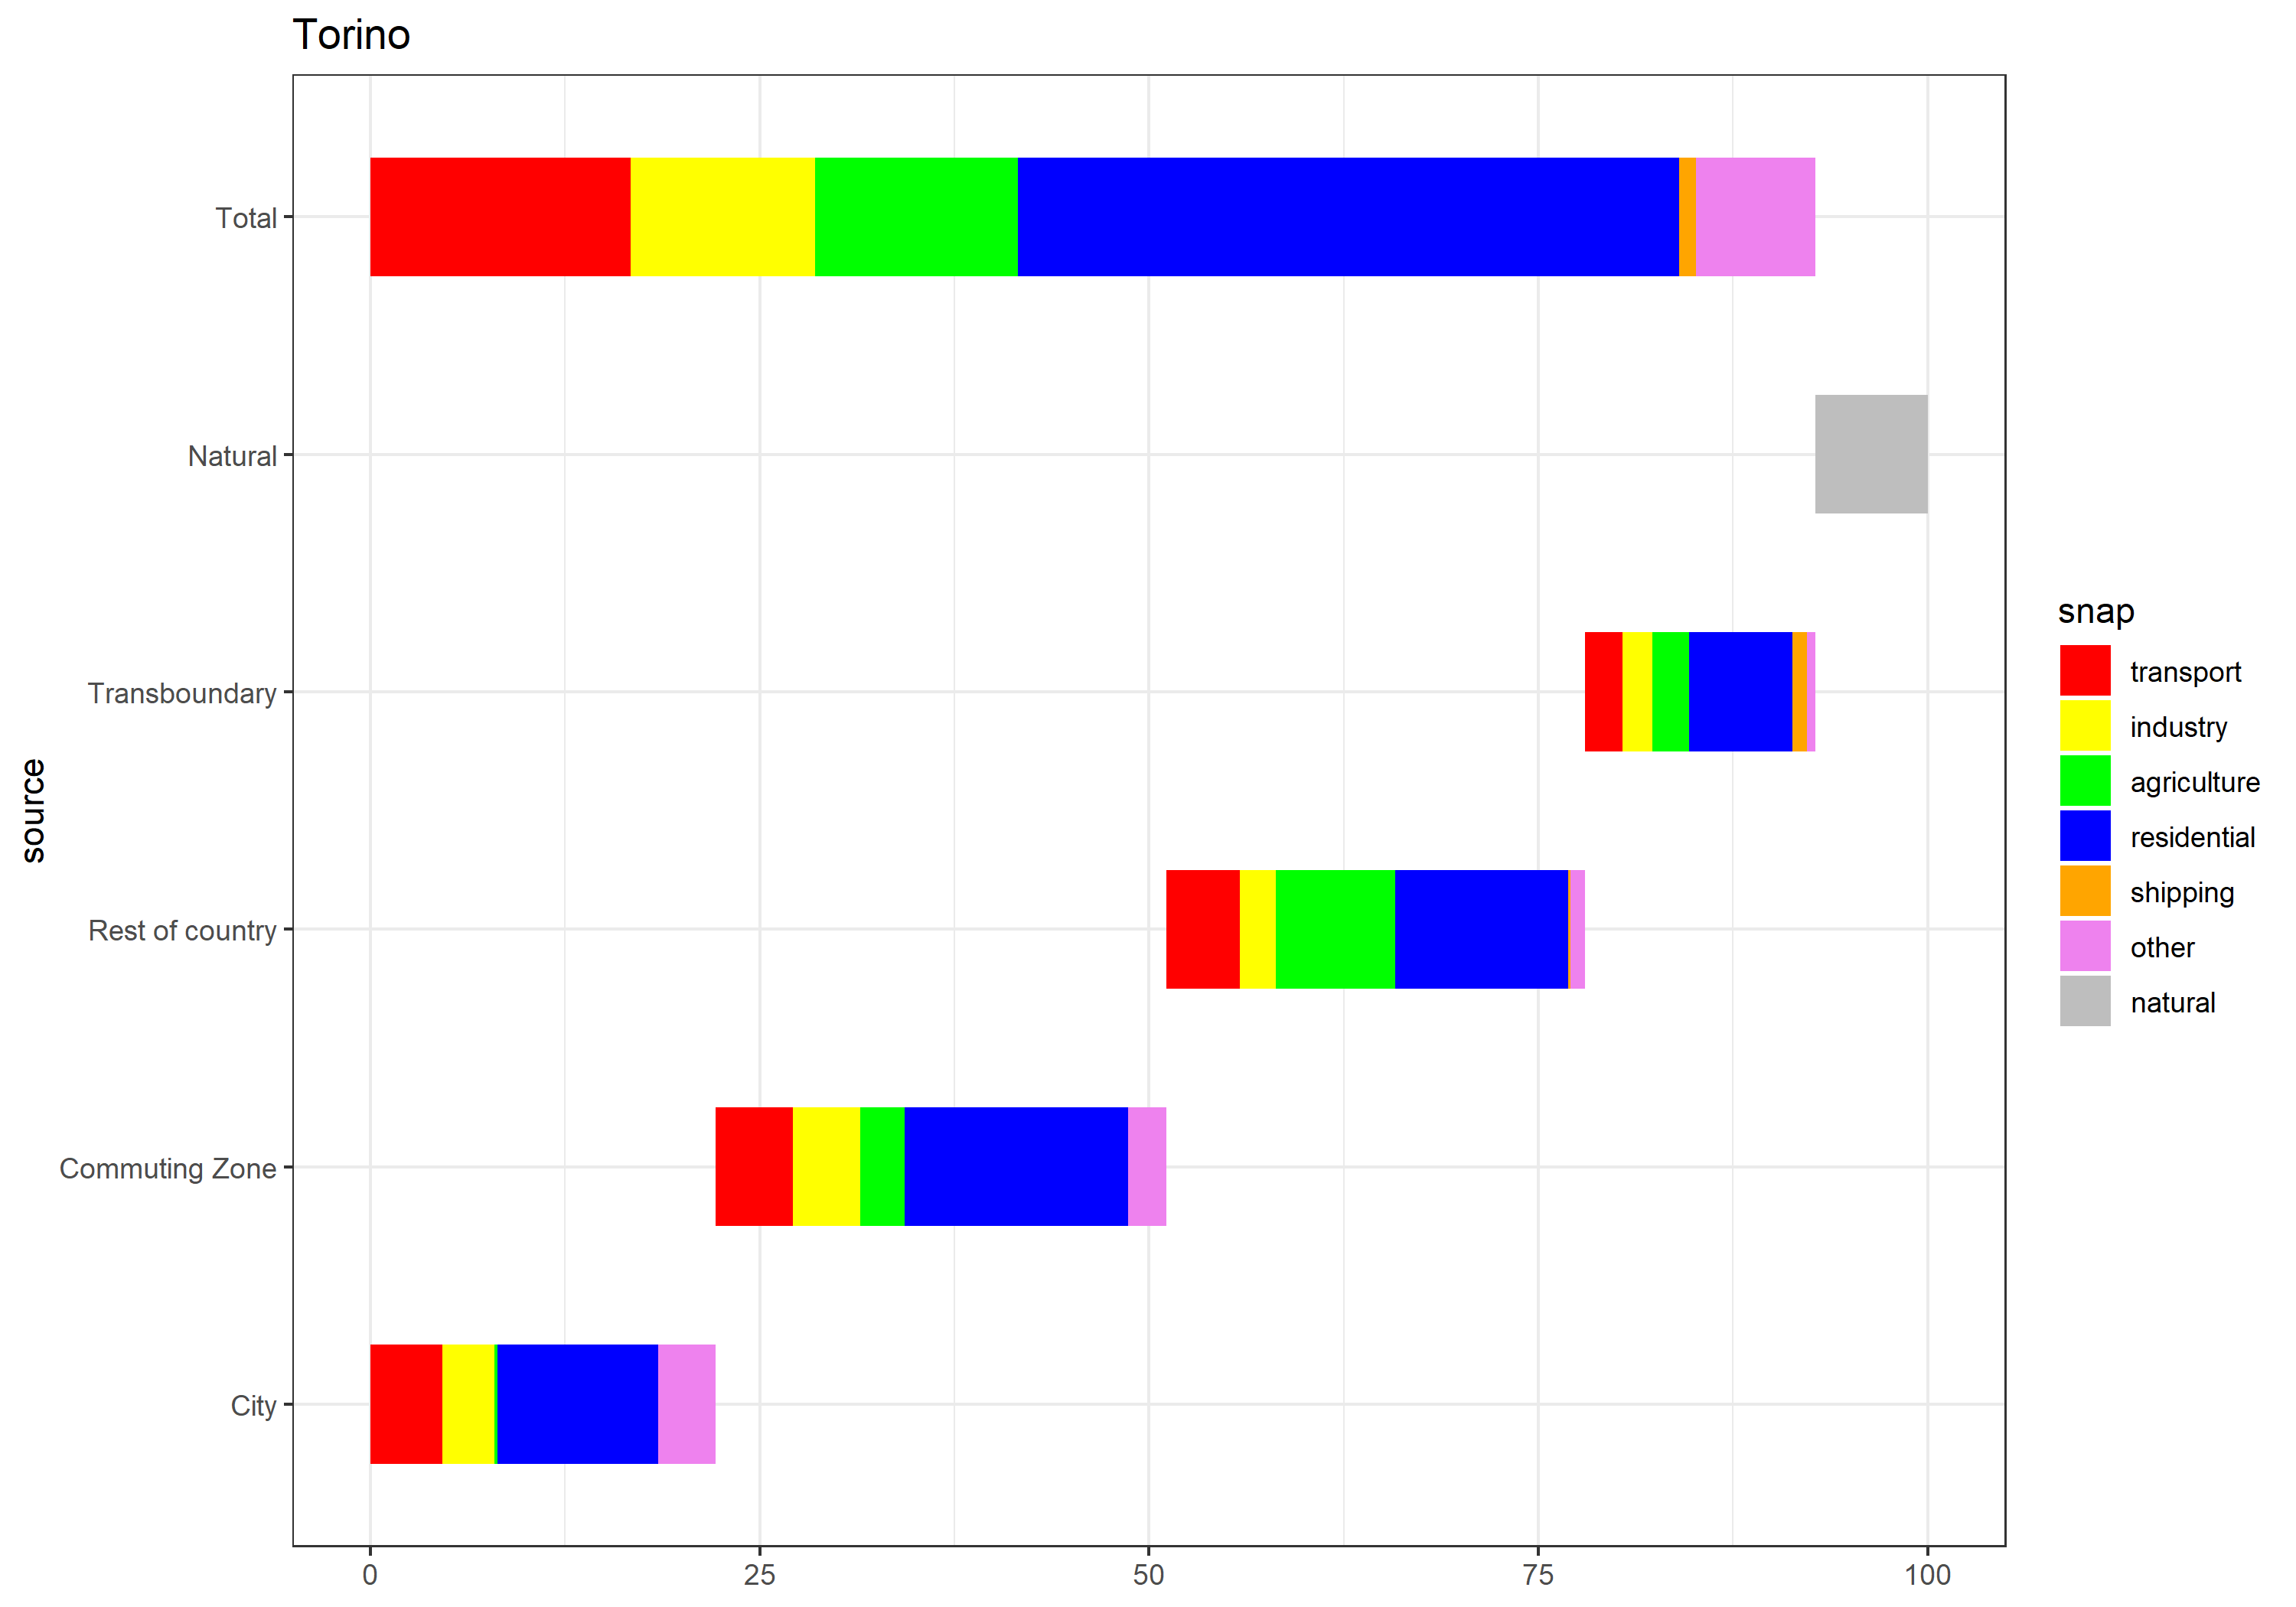 Torino
Total
Natural
Transboundary
Rest of country
Commuting Zone
City
source
0
25
50
75
100
snap
transport
industry
agriculture
residential
shipping
other
natural